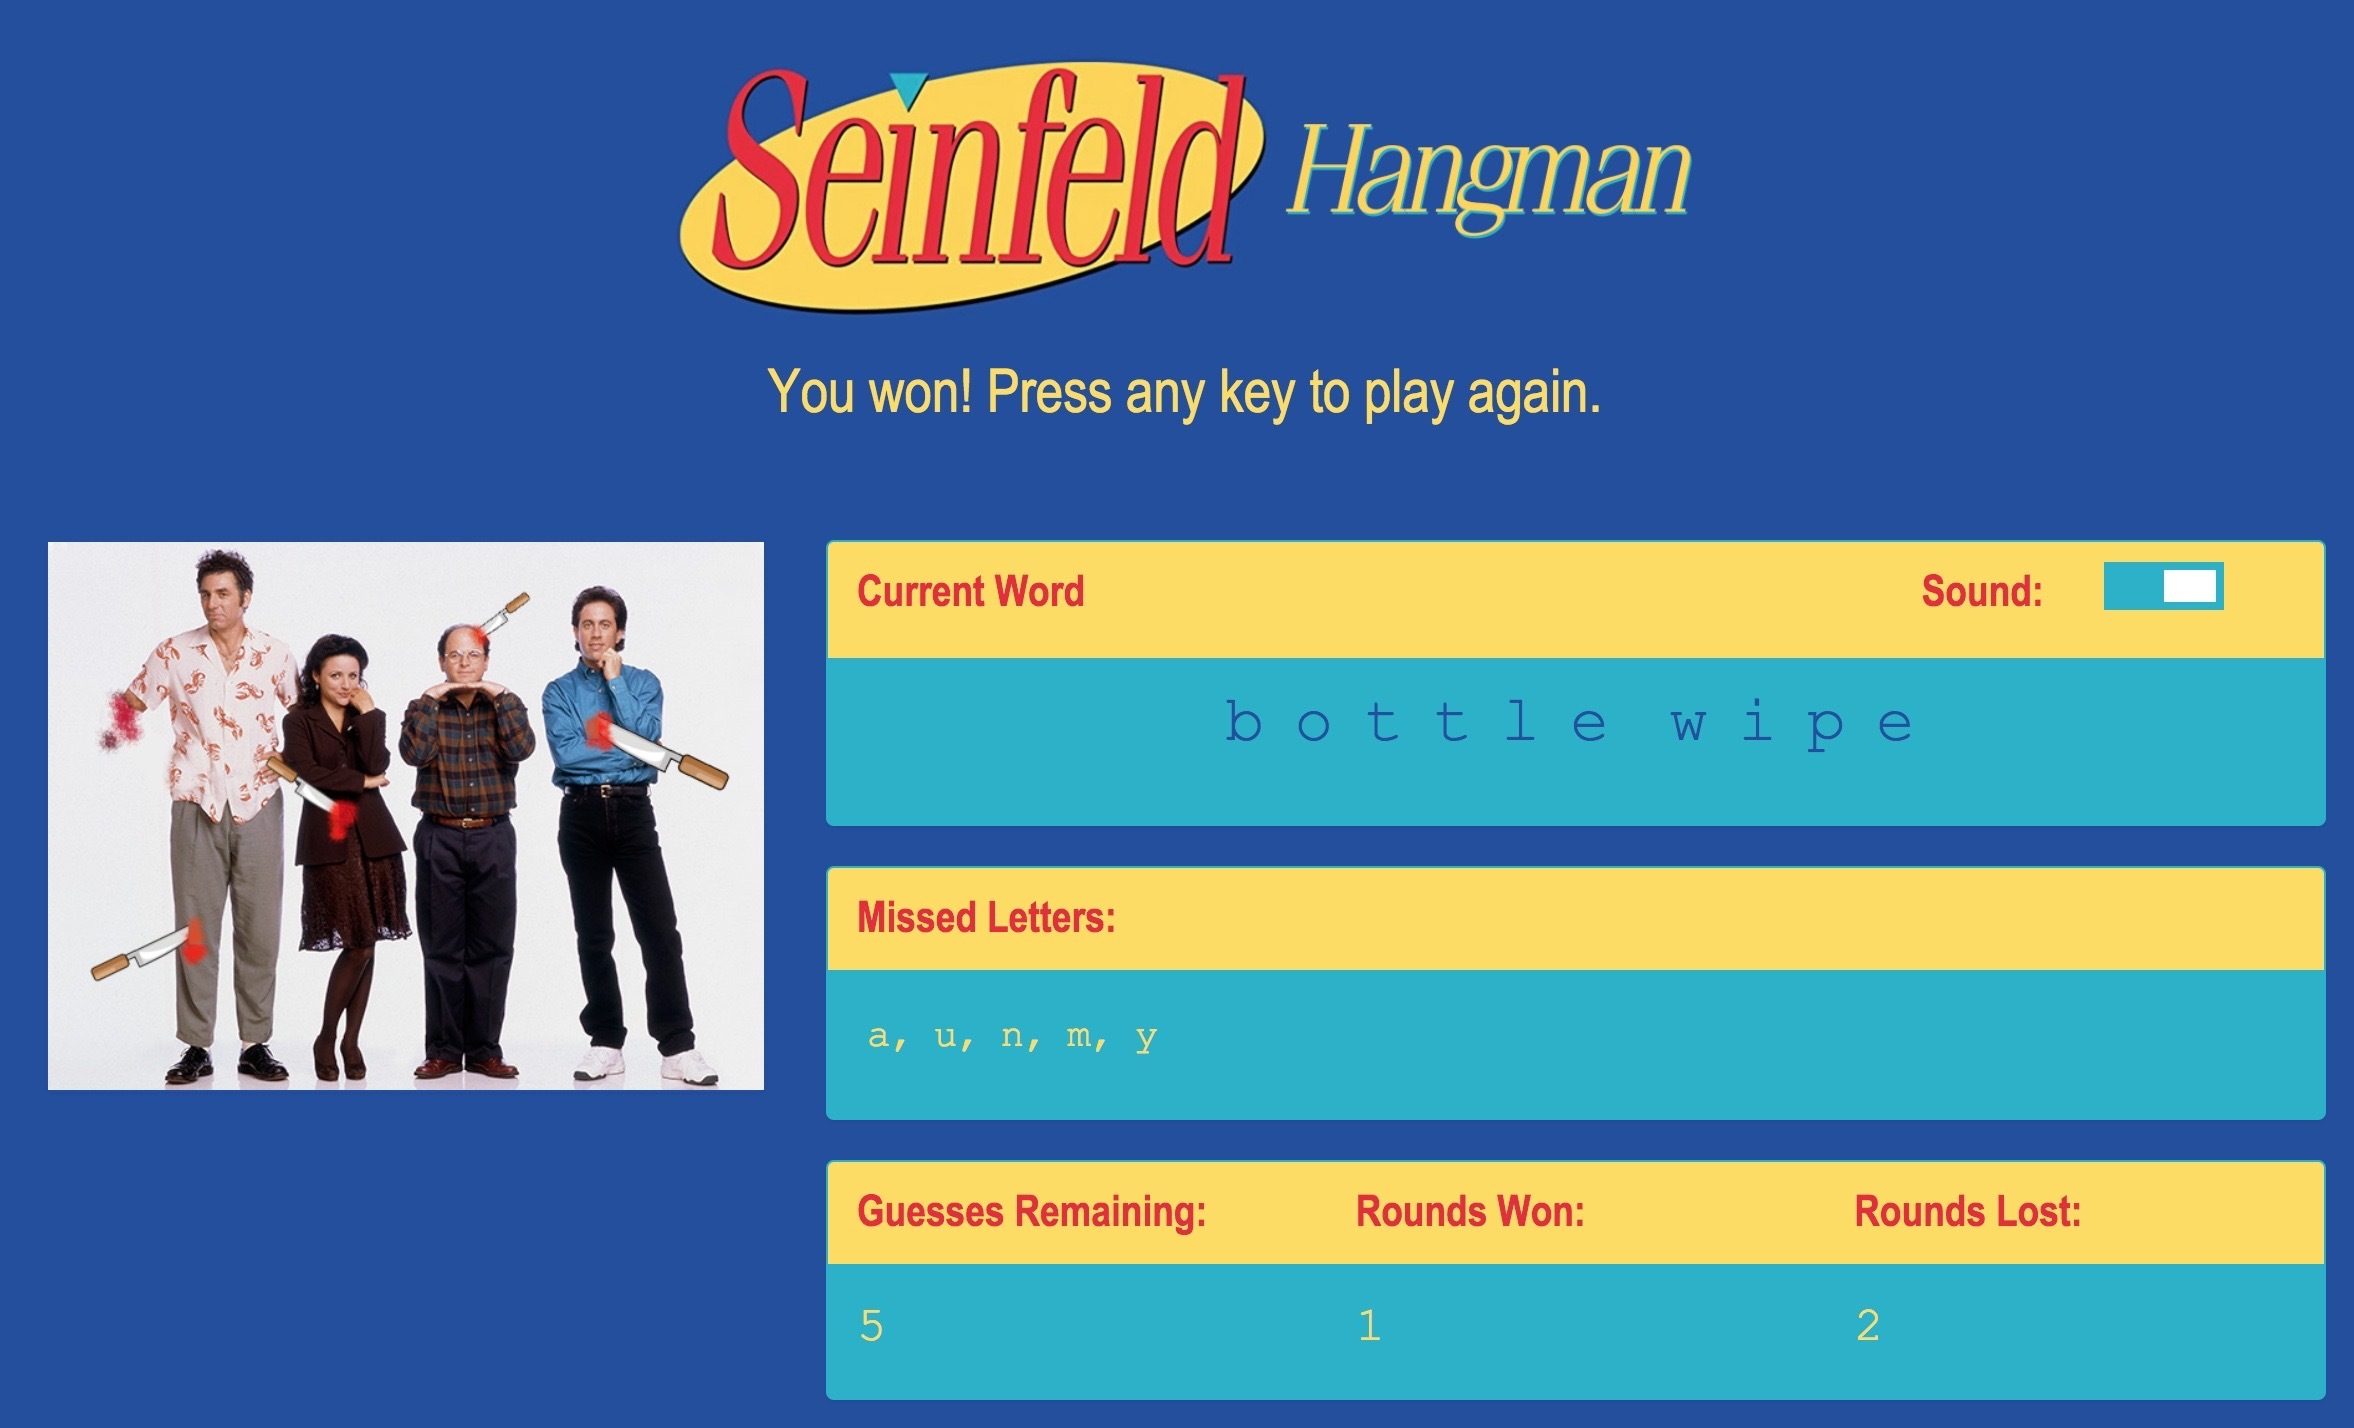 Seinfeld Hangman
You won! Press any key to play again.
Current Word Sound:
b o t t l e w i p e
Missed Letters:
a, u, n, m, y
Guesses Remaining: Rounds Won: Rounds Lost:
5 1 2